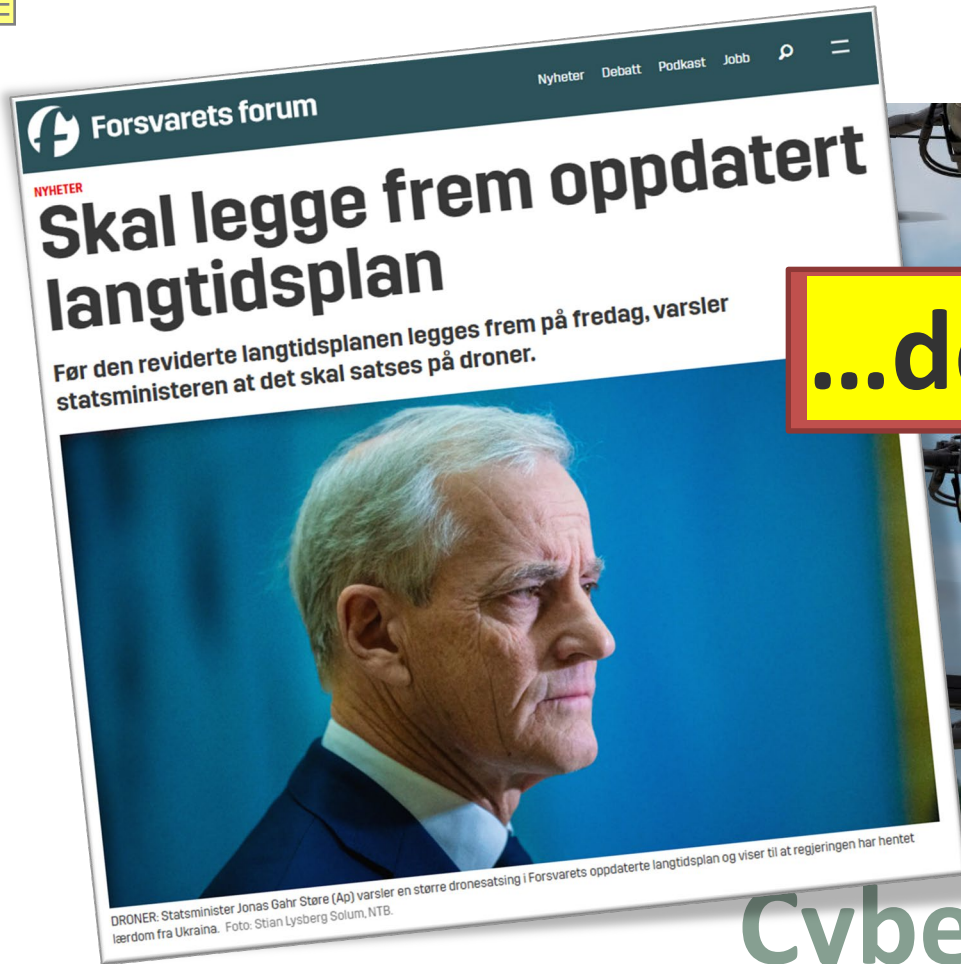 Forsvarets forum
Nyheter Debatt Podkast Jobb
NYHETER
Skal legge frem oppdatert
langtidsplan
Før den reviderte langtidsplanen legges frem på fredag, varsler
statsministeren at det skal satses på droner.
DRONER: Statsminister Jonas Gahr Støre (Ap) varsler en større dronesatsing i Forsvarets oppdaterte langtidsplan og viser til at regjeringen har hentet
lærdom fra Ukraina. Foto: Stian Lysberg Solum, NTB.